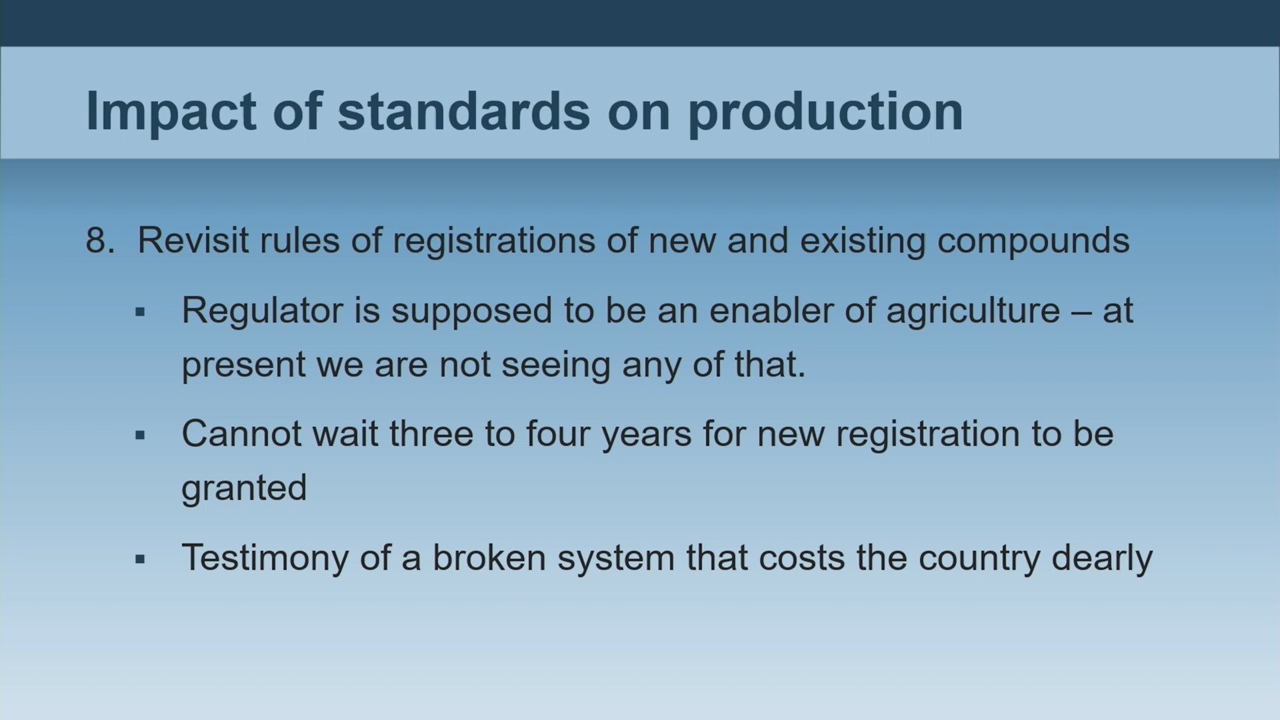 Impact of standards on production
8. Revisit rules of registrations of new and existing compounds
▪ Regulator is supposed to be an enabler of agriculture – at
present we are not seeing any of that.
▪ Cannot wait three to four years for new registration to be
granted
▪ Testimony of a broken system that costs the country dearly